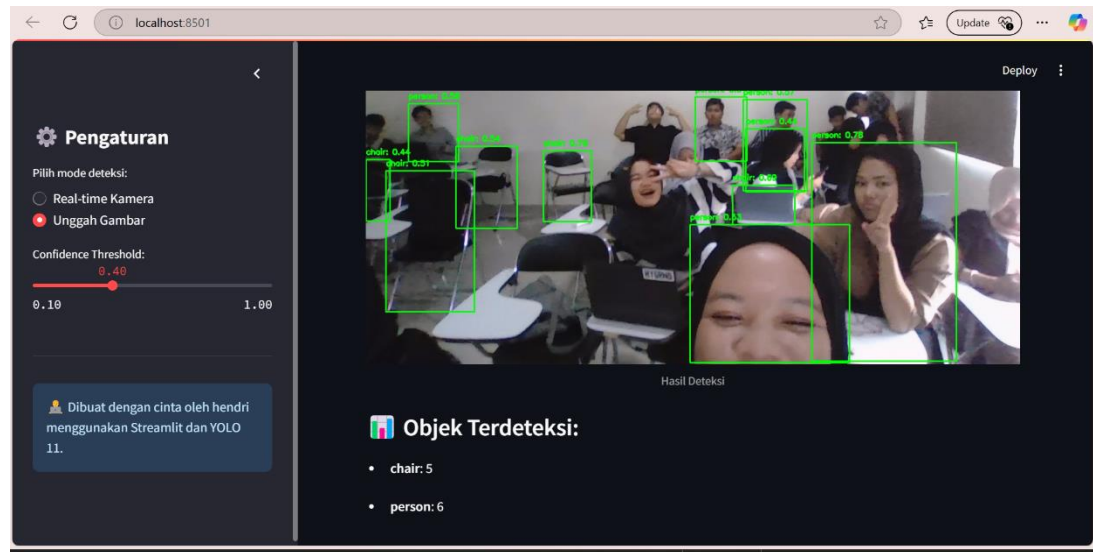 localhost:8501
Update
Deploy
Pengaturan
Pilih mode deteksi:
Real-time Kamera
Unggah Gambar
Confidence Threshold:
0.40
0.10 1.00
Dibuat dengan cinta oleh hendri
menggunakan Streamlit dan YOLO
11.
chair: 0.44
person: 0.78
person: 0.53
Hasil Deteksi
Objek Terdeteksi:
chair: 5
person: 6